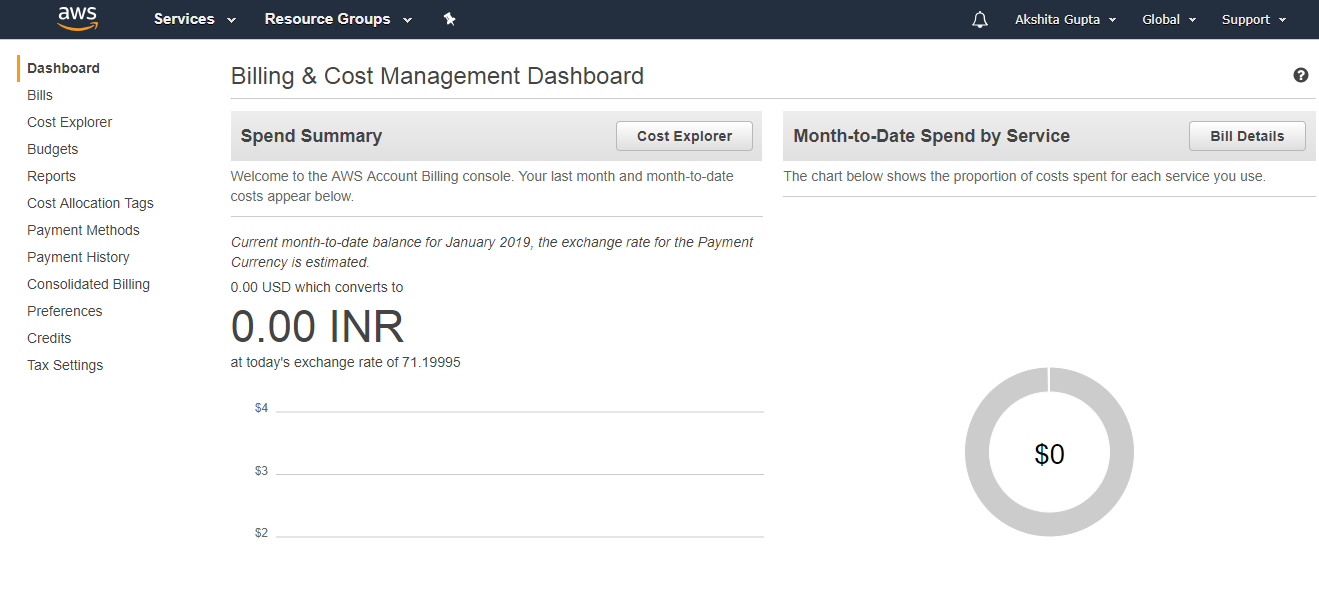 aws Services Resource Groups Akshita Gupta Global Support
Dashboard
Bills
Cost Explorer
Budgets
Reports
Cost Allocation Tags
Payment Methods
Payment History
Consolidated Billing
Preferences
Credits
Tax Settings
Billing & Cost Management Dashboard
?
Spend Summary
Cost Explorer
Welcome to the AWS Account Billing console. Your last month and month-to-date
costs appear below.
Current month-to-date balance for January 2019, the exchange rate for the Payment
Currency is estimated.
0.00 USD which converts to
0.00 INR
at today's exchange rate of 71.19995
$4
$3
$2
Month-to-Date Spend by Service
Bill Details
The chart below shows the proportion of costs spent for each service you use.
$0